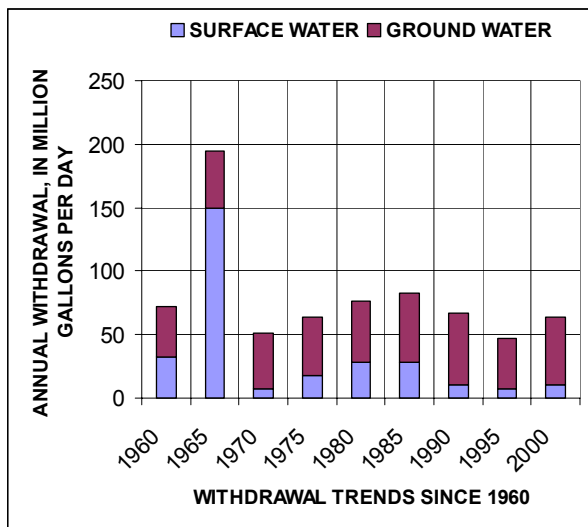 SURFACE WATER GROUND WATER
ANNUAL WITHDRAWAL, IN MILLION
GALLONS PER DAY
250
200
150
100
50
0
1960 1965 1970 1975 1980 1985 1990 1995 2000
WITHDRAWAL TRENDS SINCE 1960